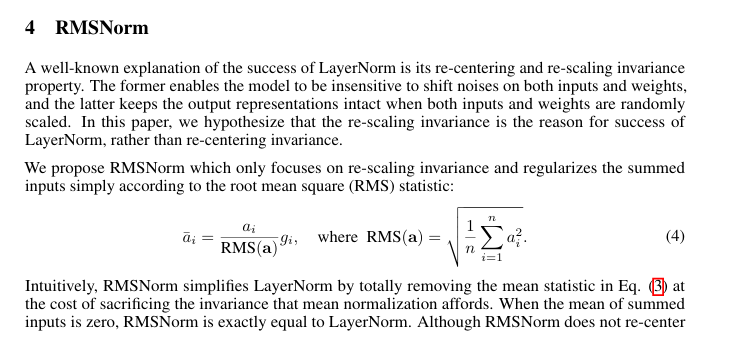 4 RMSNorm
A well-known explanation of the success of LayerNorm is its re-centering and re-scaling invariance
property. The former enables the model to be insensitive to shift noises on both inputs and weights,
and the latter keeps the output representations intact when both inputs and weights are randomly
scaled. In this paper, we hypothesize that the re-scaling invariance is the reason for success of
LayerNorm, rather than re-centering invariance.
We propose RMSNorm which only focuses on re-scaling invariance and regularizes the summed
inputs simply according to the root mean square (RMS) statistic:
$\bar{a}_i = \frac{a_i}{\text{RMS}(\mathbf{a})} g_i, \quad \text{where } \text{RMS}(\mathbf{a}) = \sqrt{\frac{1}{n} \sum_{i=1}^{n} a_i^2}.$ (4)
Intuitively, RMSNorm simplifies LayerNorm by totally removing the mean statistic in Eq. (3) at
the cost of sacrificing the invariance that mean normalization affords. When the mean of summed
inputs is zero, RMSNorm is exactly equal to LayerNorm. Although RMSNorm does not re-center